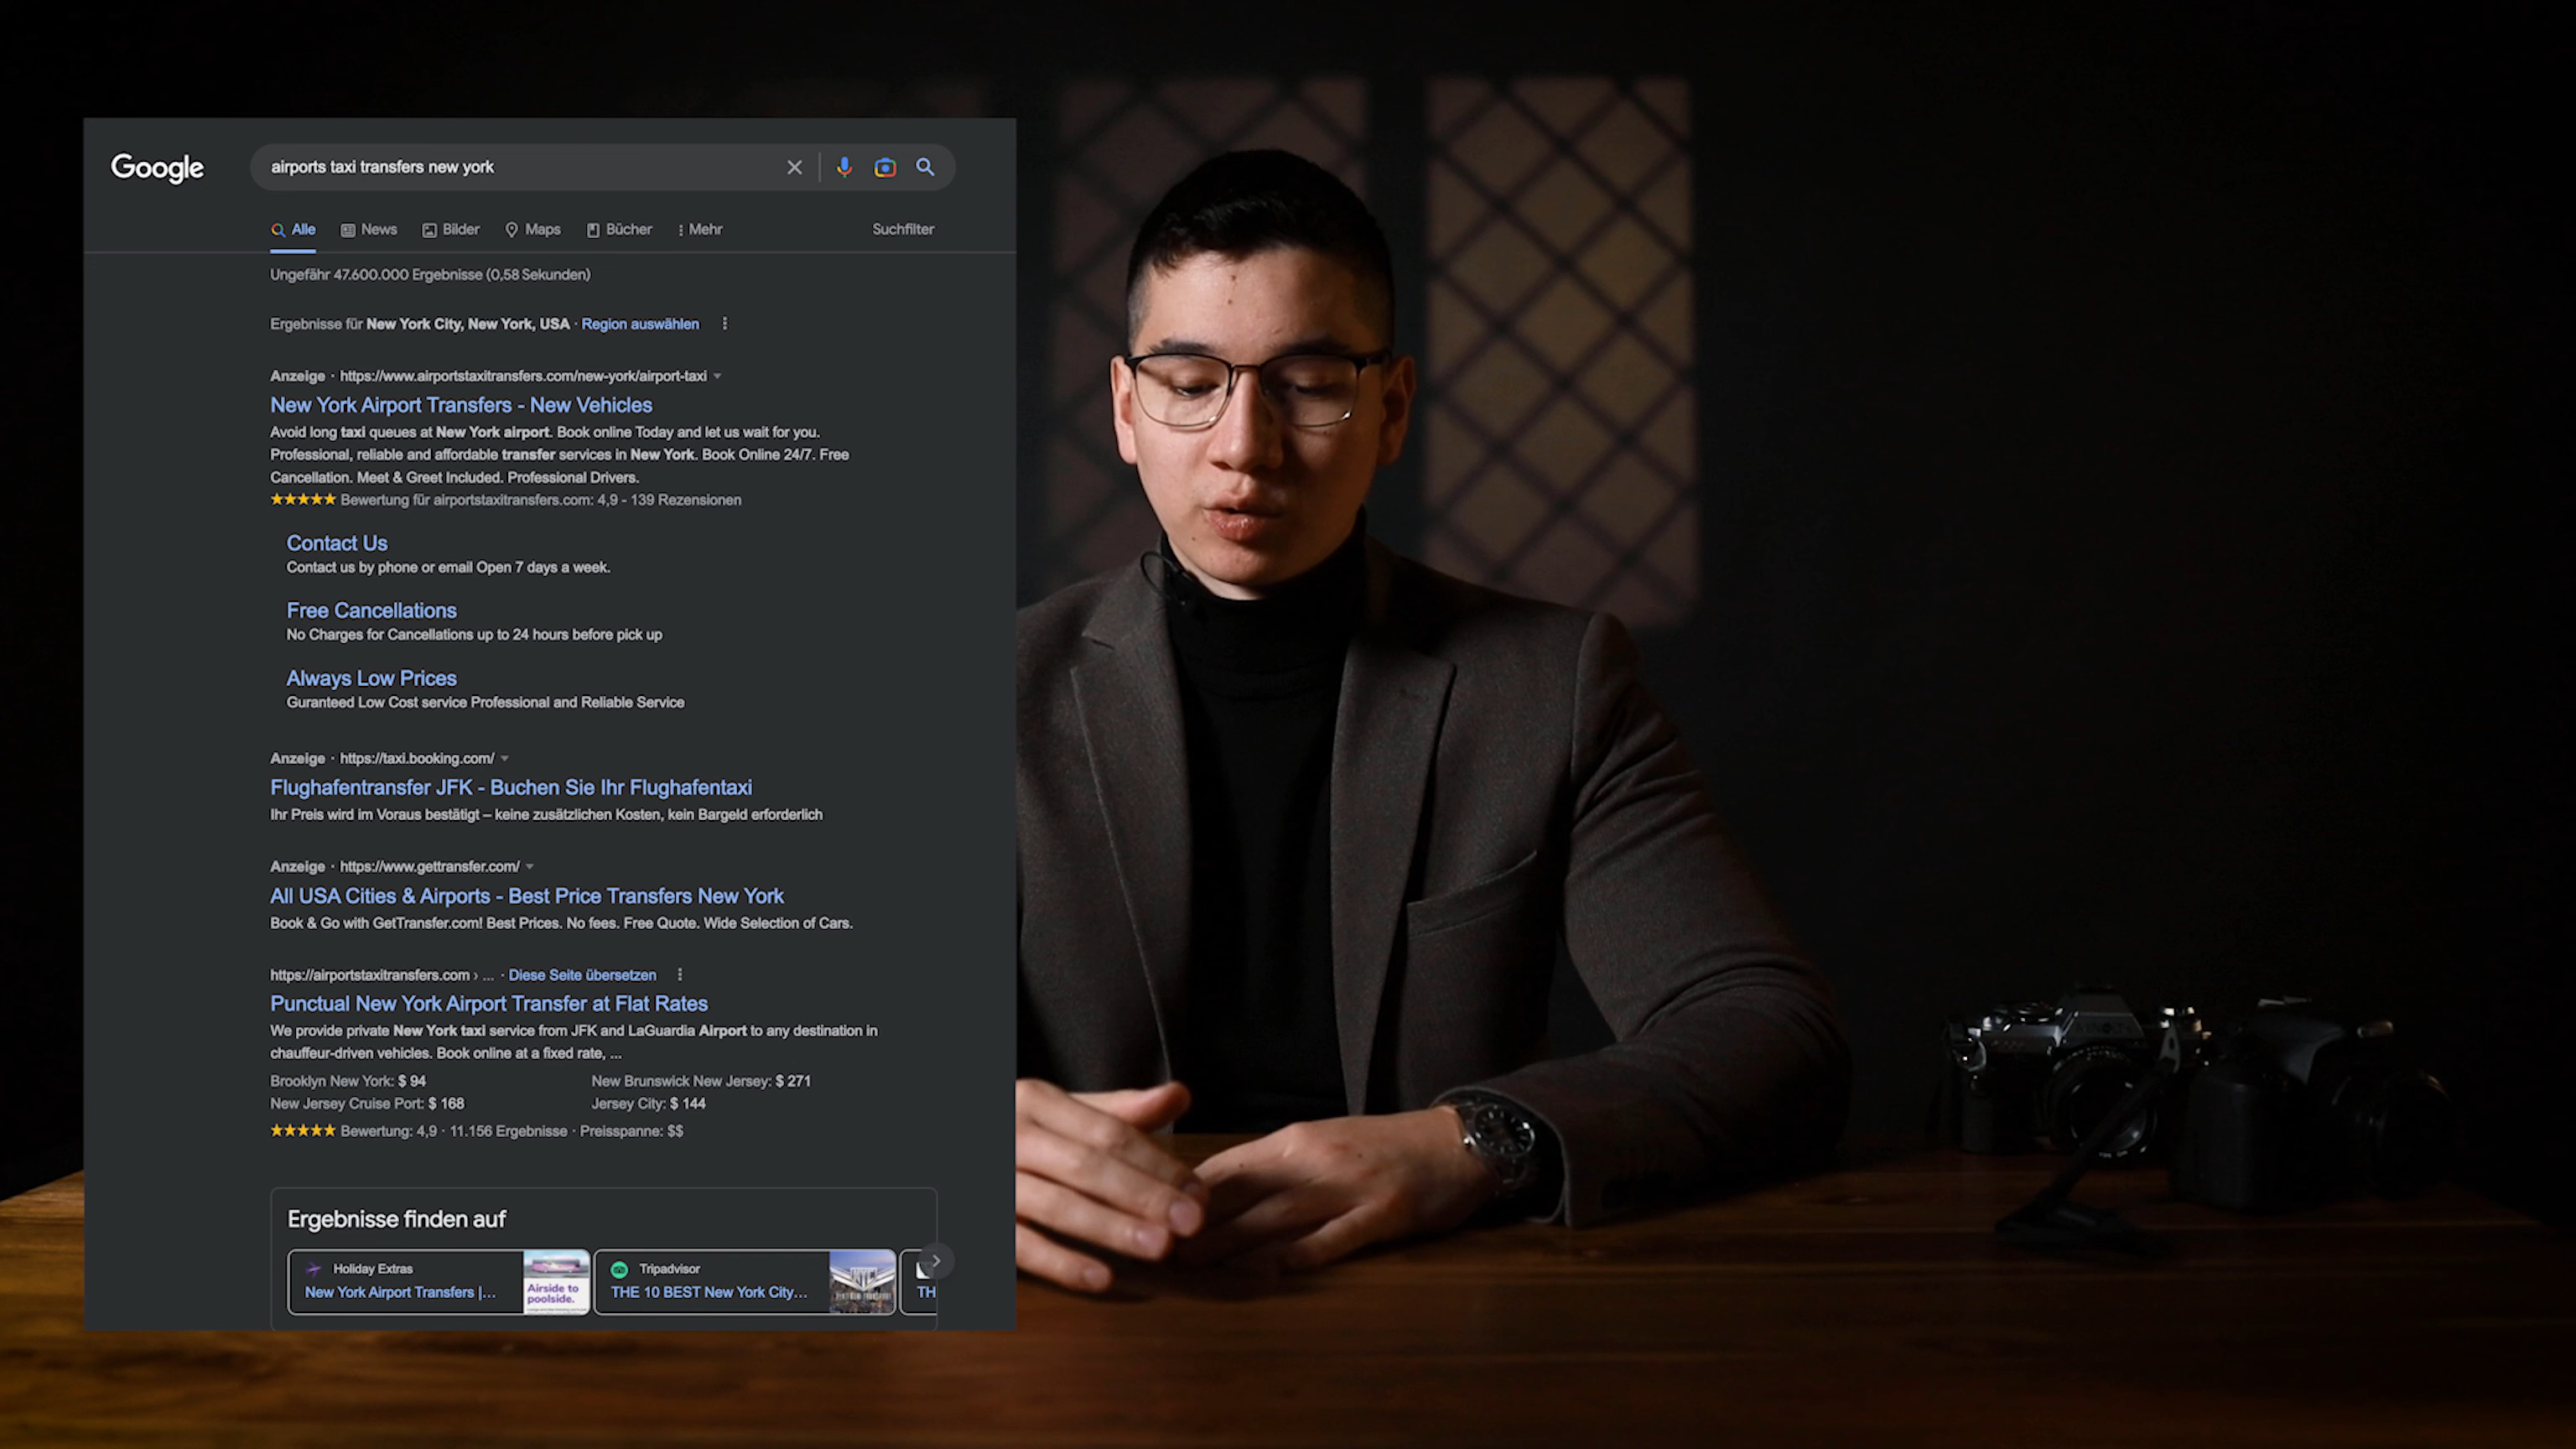 Google
airports taxi transfers new york
Alle News Bilder Maps Bücher Mehr Suchfilter
Ungefähr 47.600.000 Ergebnisse (0,58 Sekunden)
Ergebnisse für New York City, New York, USA · Region auswählen
Anzeige · https://www.airportstaxitransfers.com/new-york/airport-taxi
New York Airport Transfers - New Vehicles
Avoid long taxi queues at New York airport. Book online Today and let us wait for you.
Professional, reliable and affordable transfer services in New York. Book Online 24/7. Free
Cancellation. Meet & Greet Included. Professional Drivers.
★★★★★ Bewertung für airportstaxitransfers.com: 4,9 - 139 Rezensionen
Contact Us
Contact us by phone or email Open 7 days a week.
Free Cancellations
No Charges for Cancellations up to 24 hours before pick up
Always Low Prices
Guranteed Low Cost service Professional and Reliable Service
Anzeige · https://taxi.booking.com/
Flughafentransfer JFK - Buchen Sie Ihr Flughafentaxi
Ihr Preis wird im Voraus bestätigt – keine zusätzlichen Kosten, kein Bargeld erforderlich
Anzeige · https://www.gettransfer.com/
All USA Cities & Airports - Best Price Transfers New York
Book & Go with GetTransfer.com! Best Prices. No fees. Free Quote. Wide Selection of Cars.
https://airportstaxitransfers.com › ... · Diese Seite übersetzen
Punctual New York Airport Transfer at Flat Rates
We provide private New York taxi service from JFK and LaGuardia Airport to any destination in
chauffeur-driven vehicles. Book online at a fixed rate, ...
Brooklyn New York: $ 94 New Brunswick New Jersey: $ 271
New Jersey Cruise Port: $ 168 Jersey City: $ 144
★★★★★ Bewertung: 4,9 · 11.156 Ergebnisse · Preisspanne: $$
Ergebnisse finden auf
Holiday Extras
New York Airport Transfers |...
Airside to
poolside.
Tripadvisor
THE 10 BEST New York City...
TH